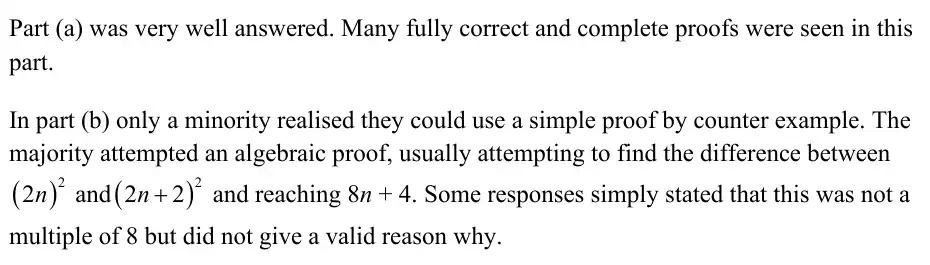 Part (a) was very well answered. Many fully correct and complete proofs were seen in this
part.
In part (b) only a minority realised they could use a simple proof by counter example. The
majority attempted an algebraic proof, usually attempting to find the difference between
(2n)² and(2n + 2)² and reaching 8n + 4. Some responses simply stated that this was not a
multiple of 8 but did not give a valid reason why.